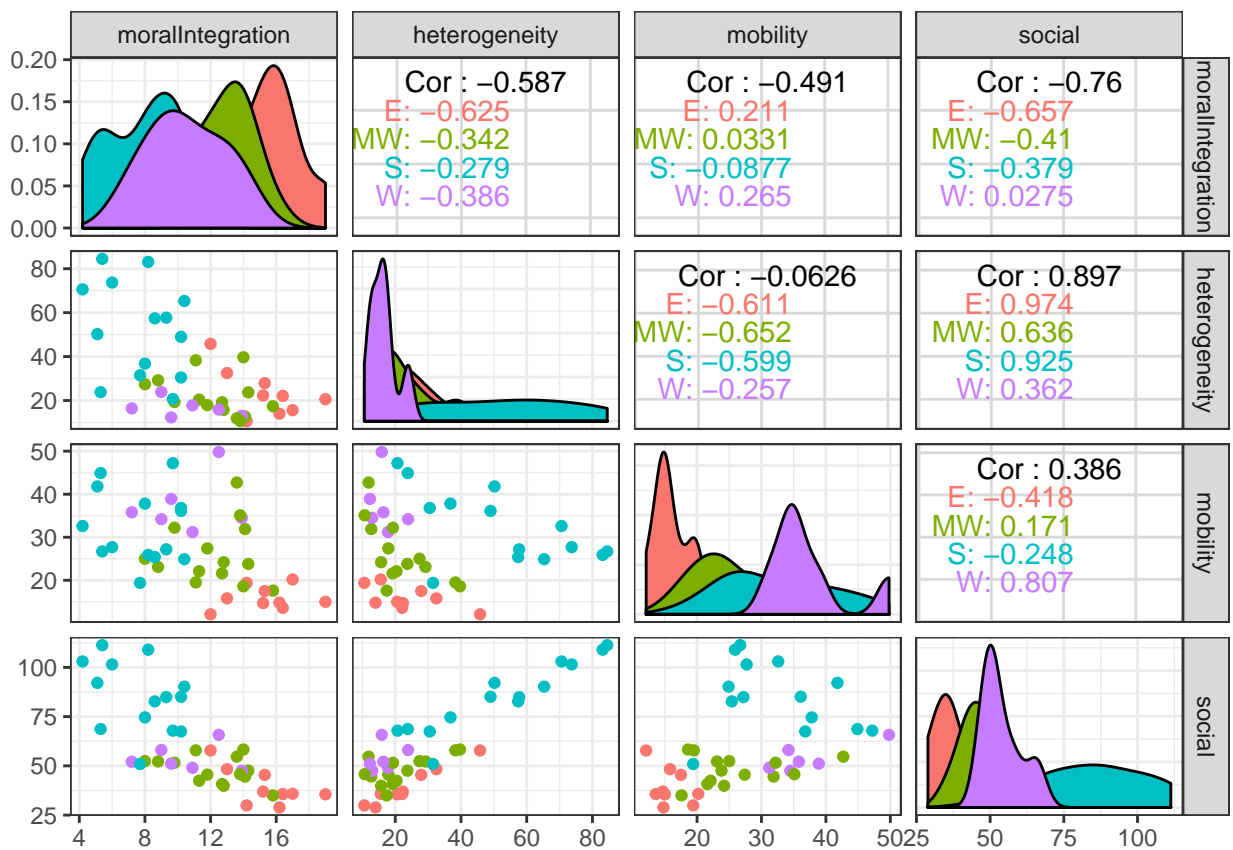 moralIntegration heterogeneity mobility social
0.20
0.15
0.10
0.05
0.00
Cor : −0.587
E: −0.625
MW: −0.342
S: −0.279
W: −0.386
Cor : −0.491
E: 0.211
MW: 0.0331
S: −0.0877
W: 0.265
Cor : −0.76
E: −0.657
MW: −0.41
S: −0.379
W: 0.0275
moralIntegration
80
60
40
20
Cor : −0.0626
E: −0.611
MW: −0.652
S: −0.599
W: −0.257
Cor : 0.897
E: 0.974
MW: 0.636
S: 0.925
W: 0.362
heterogeneity
50
40
30
20
Cor : 0.386
E: −0.418
MW: 0.171
S: −0.248
W: 0.807
mobility
100
75
50
25
social
4 8 12 16 20 40 60 80 20 30 40 50 25 50 75 100